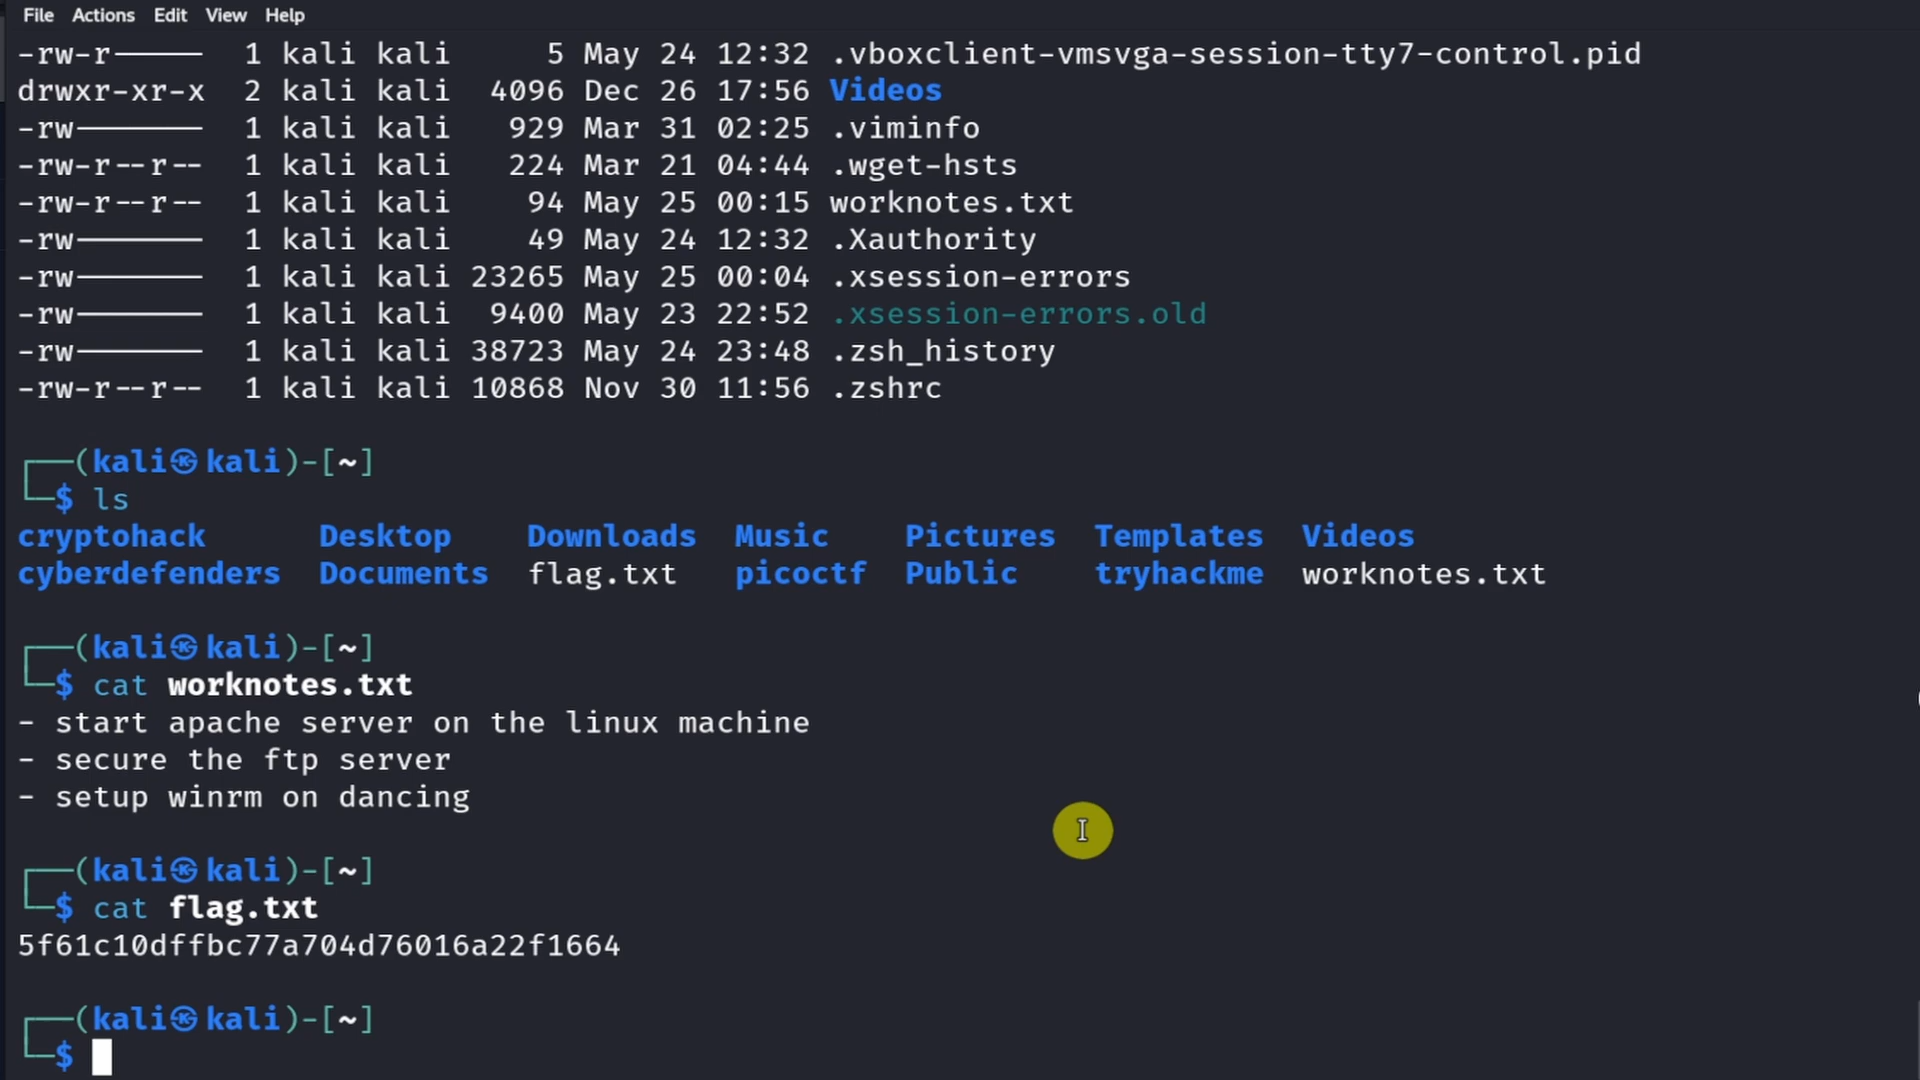 File Actions Edit View Help
-rw-r----- 1 kali kali 5 May 24 12:32 .vboxclient-vmsvga-session-tty7-control.pid
drwxr-xr-x 2 kali kali 4096 Dec 26 17:56 Videos
-rw------- 1 kali kali 929 Mar 31 02:25 .viminfo
-rw-r--r-- 1 kali kali 224 Mar 21 04:44 .wget-hsts
-rw-r--r-- 1 kali kali 94 May 25 00:15 worknotes.txt
-rw------- 1 kali kali 49 May 24 12:32 .Xauthority
-rw------- 1 kali kali 23265 May 25 00:04 .xsession-errors
-rw------- 1 kali kali 9400 May 23 22:52 .xsession-errors.old
-rw------- 1 kali kali 38723 May 24 23:48 .zsh_history
-rw-r--r-- 1 kali kali 10868 Nov 30 11:56 .zshrc
┌──(kali㉿kali)-[~]
└─$ ls
cryptohack Desktop Downloads Music Pictures Templates Videos
cyberdefenders Documents flag.txt picoctf Public tryhackme worknotes.txt
┌──(kali㉿kali)-[~]
└─$ cat worknotes.txt
- start apache server on the linux machine
- secure the ftp server
- setup winrm on dancing
┌──(kali㉿kali)-[~]
└─$ cat flag.txt
5f61c10dffbc77a704d76016a22f1664
┌──(kali㉿kali)-[~]
└─$